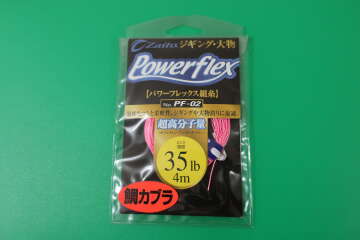 Zaito ジギング・大物
Powerflex
【パワーフレックス組糸】
No. PF-02
超高分子量
35lb
4m
鯛カブラ